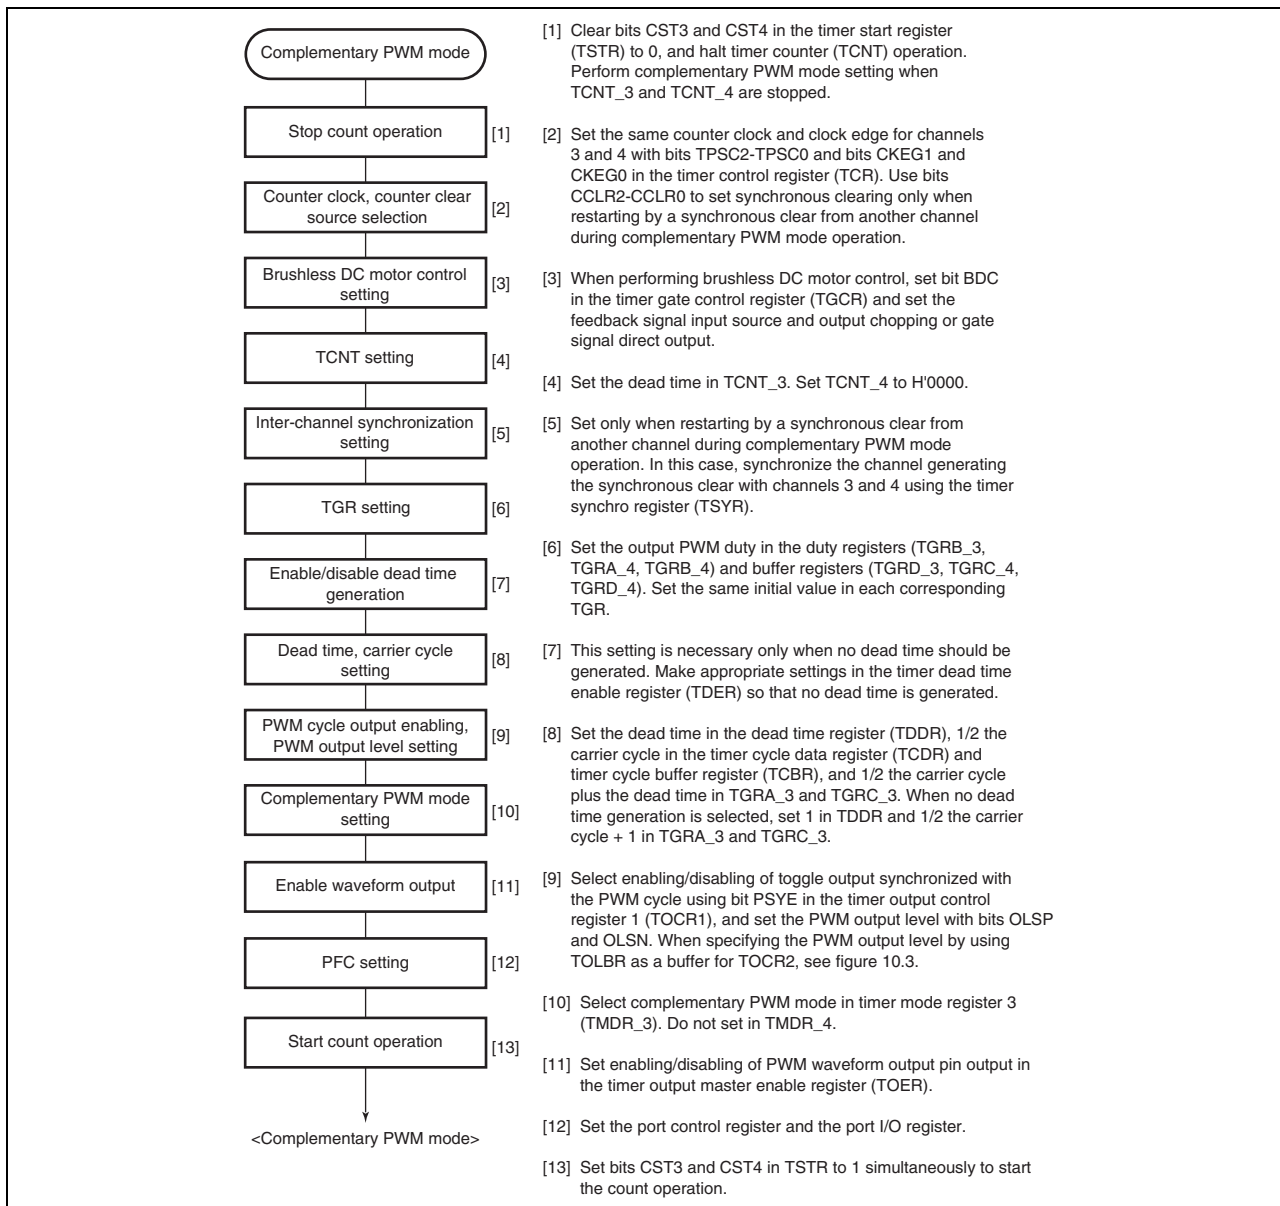 Complementary PWM mode
Stop count operation
[1]
Counter clock, counter clear
source selection
[2]
Brushless DC motor control
setting
[3]
TCNT setting
[4]
Inter-channel synchronization
setting
[5]
TGR setting
[6]
Enable/disable dead time
generation
[7]
Dead time, carrier cycle
setting
[8]
PWM cycle output enabling,
PWM output level setting
[9]
Complementary PWM mode
setting
[10]
Enable waveform output
[11]
PFC setting
[12]
Start count operation
[13]
<Complementary PWM mode>
[1] Clear bits CST3 and CST4 in the timer start register
(TSTR) to 0, and halt timer counter (TCNT) operation.
Perform complementary PWM mode setting when
TCNT_3 and TCNT_4 are stopped.
[2] Set the same counter clock and clock edge for channels
3 and 4 with bits TPSC2-TPSC0 and bits CKEG1 and
CKEG0 in the timer control register (TCR). Use bits
CCLR2-CCLR0 to set synchronous clearing only when
restarting by a synchronous clear from another channel
during complementary PWM mode operation.
[3] When performing brushless DC motor control, set bit BDC
in the timer gate control register (TGCR) and set the
feedback signal input source and output chopping or gate
signal direct output.
[4] Set the dead time in TCNT_3. Set TCNT_4 to H'0000.
[5] Set only when restarting by a synchronous clear from
another channel during complementary PWM mode
operation. In this case, synchronize the channel generating
the synchronous clear with channels 3 and 4 using the timer
synchro register (TSYR).
[6] Set the output PWM duty in the duty registers (TGRB_3,
TGRA_4, TGRB_4) and buffer registers (TGRD_3, TGRC_4,
TGRD_4). Set the same initial value in each corresponding
TGR.
[7] This setting is necessary only when no dead time should be
generated. Make appropriate settings in the timer dead time
enable register (TDER) so that no dead time is generated.
[8] Set the dead time in the dead time register (TDDR), 1/2 the
carrier cycle in the timer cycle data register (TCDR) and
timer cycle buffer register (TCBR), and 1/2 the carrier cycle
plus the dead time in TGRA_3 and TGRC_3. When no dead
time generation is selected, set 1 in TDDR and 1/2 the carrier
cycle + 1 in TGRA_3 and TGRC_3.
[9] Select enabling/disabling of toggle output synchronized with
the PWM cycle using bit PSYE in the timer output control
register 1 (TOCR1), and set the PWM output level with bits OLSP
and OLSN. When specifying the PWM output level by using
TOLBR as a buffer for TOCR2, see figure 10.3.
[10] Select complementary PWM mode in timer mode register 3
(TMDR_3). Do not set in TMDR_4.
[11] Set enabling/disabling of PWM waveform output pin output in
the timer output master enable register (TOER).
[12] Set the port control register and the port I/O register.
[13] Set bits CST3 and CST4 in TSTR to 1 simultaneously to start
the count operation.